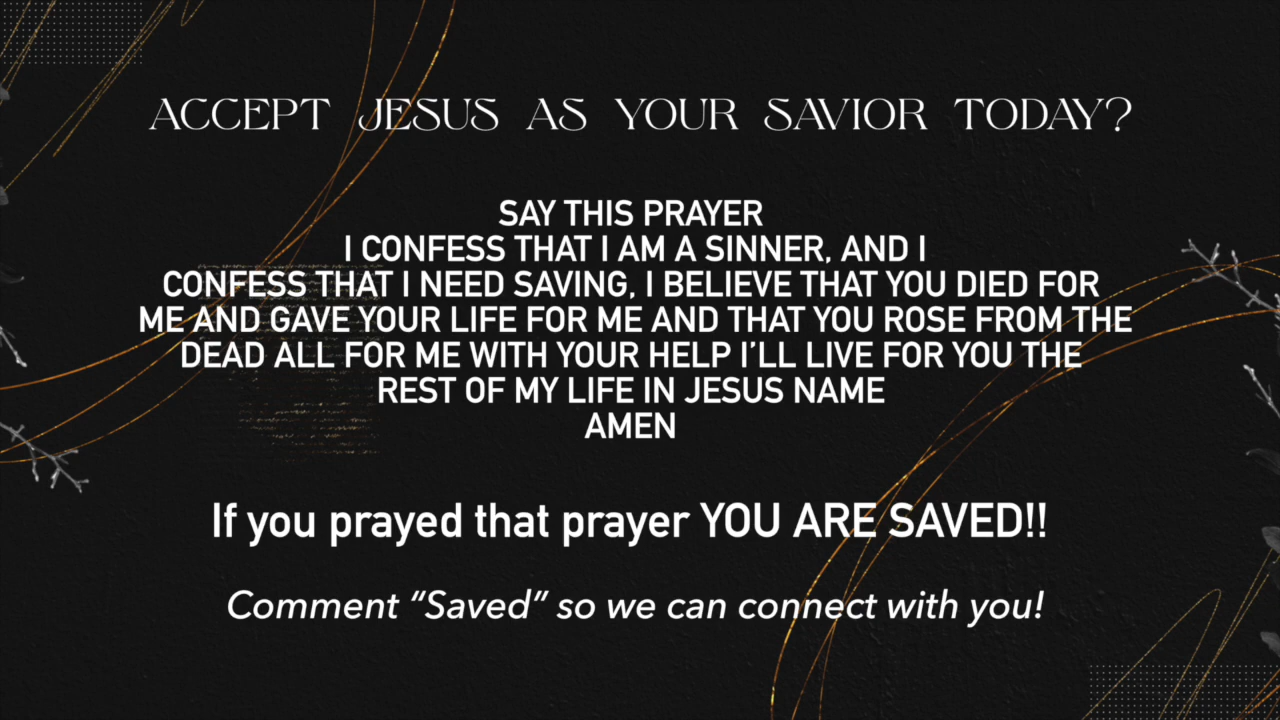 ACCEPT JESUS AS YOUR SAVIOR TODAY?
SAY THIS PRAYER
I CONFESS THAT I AM A SINNER, AND I
CONFESS THAT I NEED SAVING, I BELIEVE THAT YOU DIED FOR
ME AND GAVE YOUR LIFE FOR ME AND THAT YOU ROSE FROM THE
DEAD ALL FOR ME WITH YOUR HELP I'LL LIVE FOR YOU THE
REST OF MY LIFE IN JESUS NAME
AMEN
If you prayed that prayer YOU ARE SAVED!!
Comment “Saved” so we can connect with you!